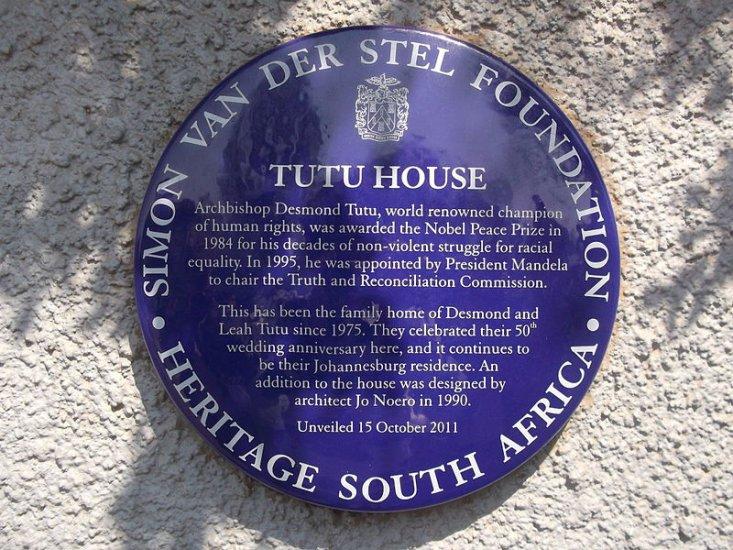 SIMON VAN DER STEL FOUNDATION
TUTU HOUSE
Archbishop Desmond Tutu, world renowned champion
of human rights, was awarded the Nobel Peace Prize in
1984 for his decades of non-violent struggle for racial
equality. In 1995, he was appointed by President Mandela
to chair the Truth and Reconciliation Commission.
This has been the family home of Desmond and
Leah Tutu since 1975. They celebrated their 50th
wedding anniversary here, and it continues to
be their Johannesburg residence. An
addition to the house was designed by
architect Jo Noero in 1990.
Unveiled 15 October 2011
• HERITAGE SOUTH AFRICA •